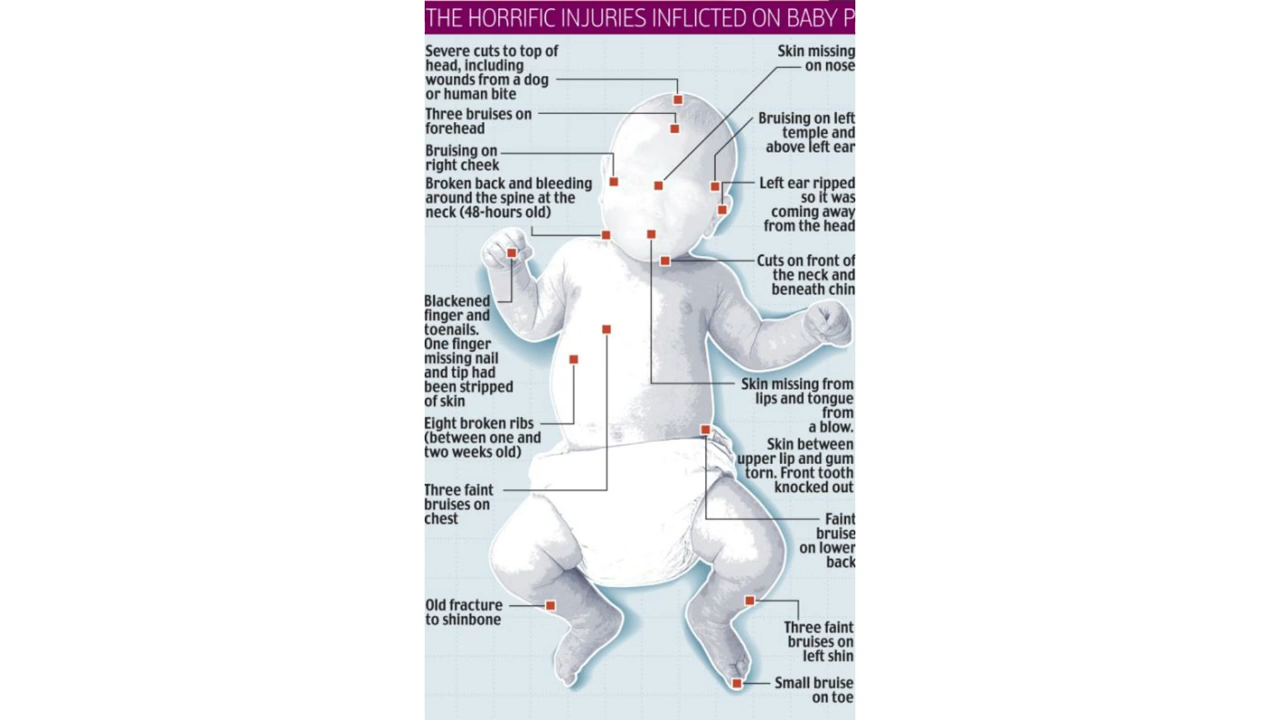 THE HORRIFIC INJURIES INFLICTED ON BABY P
Severe cuts to top of
head, including
wounds from a dog
or human bite
Three bruises on
forehead
Bruising on
right cheek
Broken back and bleeding
around the spine at the
neck (48-hours old)
Blackened
finger and
toenails.
One finger
missing nail
and tip had
been stripped
of skin
Eight broken ribs
(between one and
two weeks old)
Three faint
bruises on
chest
Old fracture
to shinbone
Skin missing
on nose
Bruising on left
temple and
above left ear
Left ear ripped
so it was
coming away
from the head
Cuts on front of
the neck and
beneath chin
Skin missing from
lips and tongue
from
a blow.
Skin between
upper lip and gum
torn. Front tooth
knocked out
Faint
bruise
on lower
back
Three faint
bruises on
left shin
Small bruise
on toe